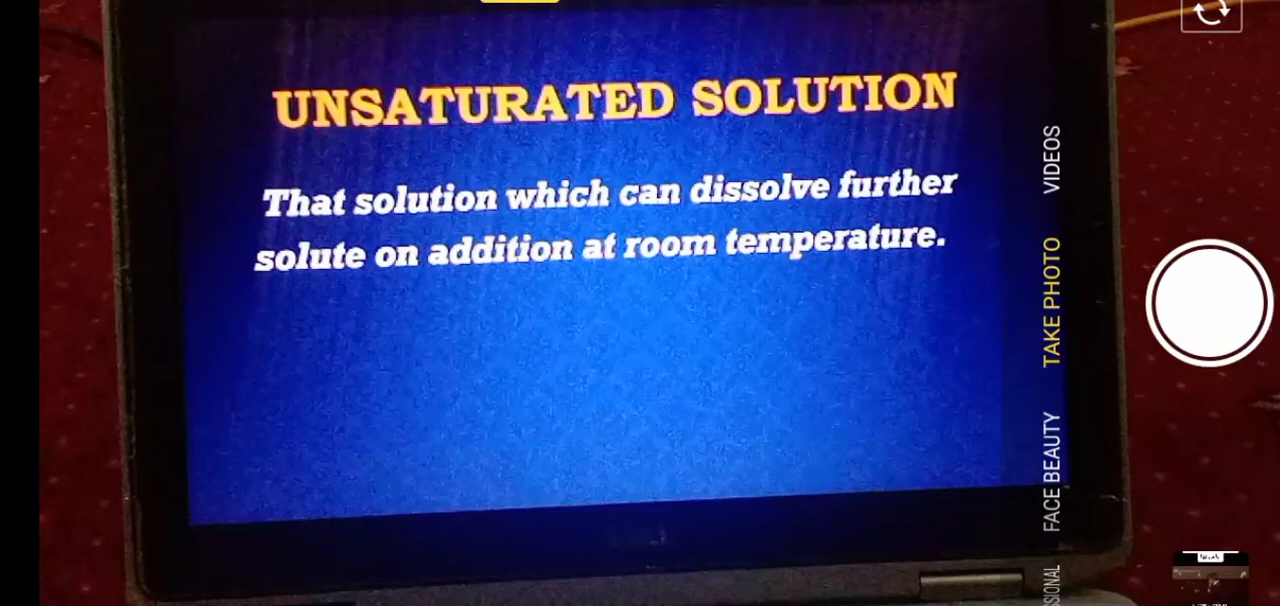 UNSATURATED SOLUTION
That solution which can dissolve further
solute on addition at room temperature.
VIDEOS
TAKE PHOTO
FACE BEAUTY